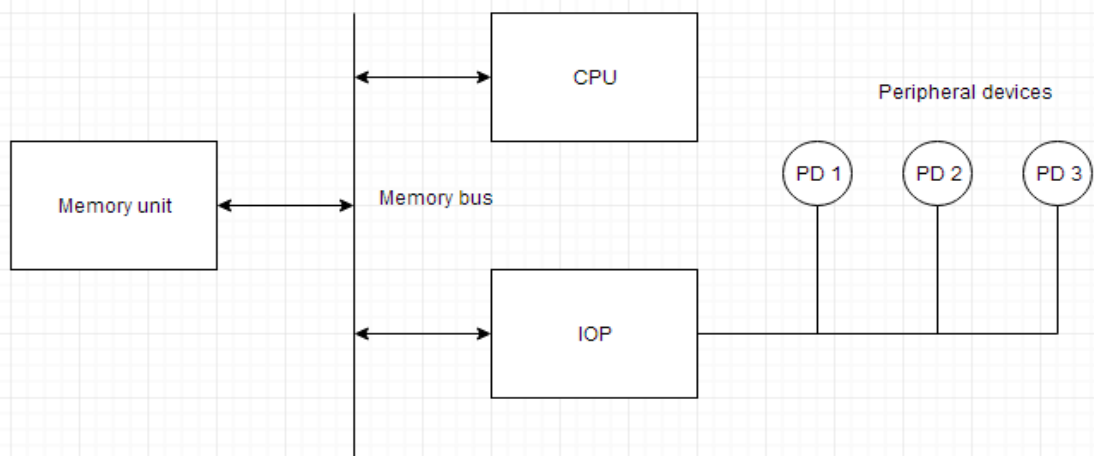 CPU
Peripheral devices
PD 1
PD 2
PD 3
Memory unit
Memory bus
IOP